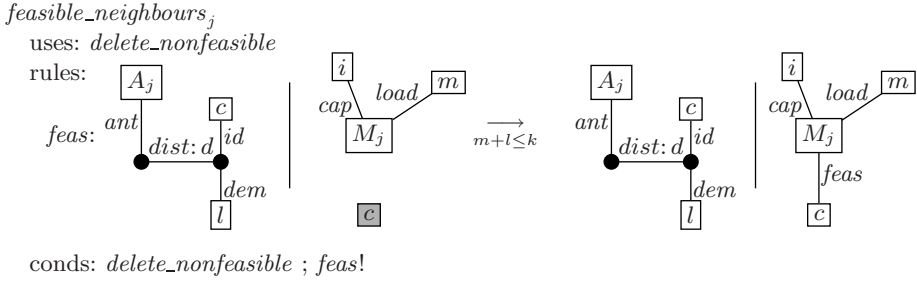 feasible_neighbours_j
uses: delete_nonfeasible
rules:
A_j i m A_j i m
c cap load c cap load
feas: ant id M_j ⟶ ant id M_j
dist: d m+l≤k dist: d
dem dem feas
l c l c
conds: delete_nonfeasible ; feas!